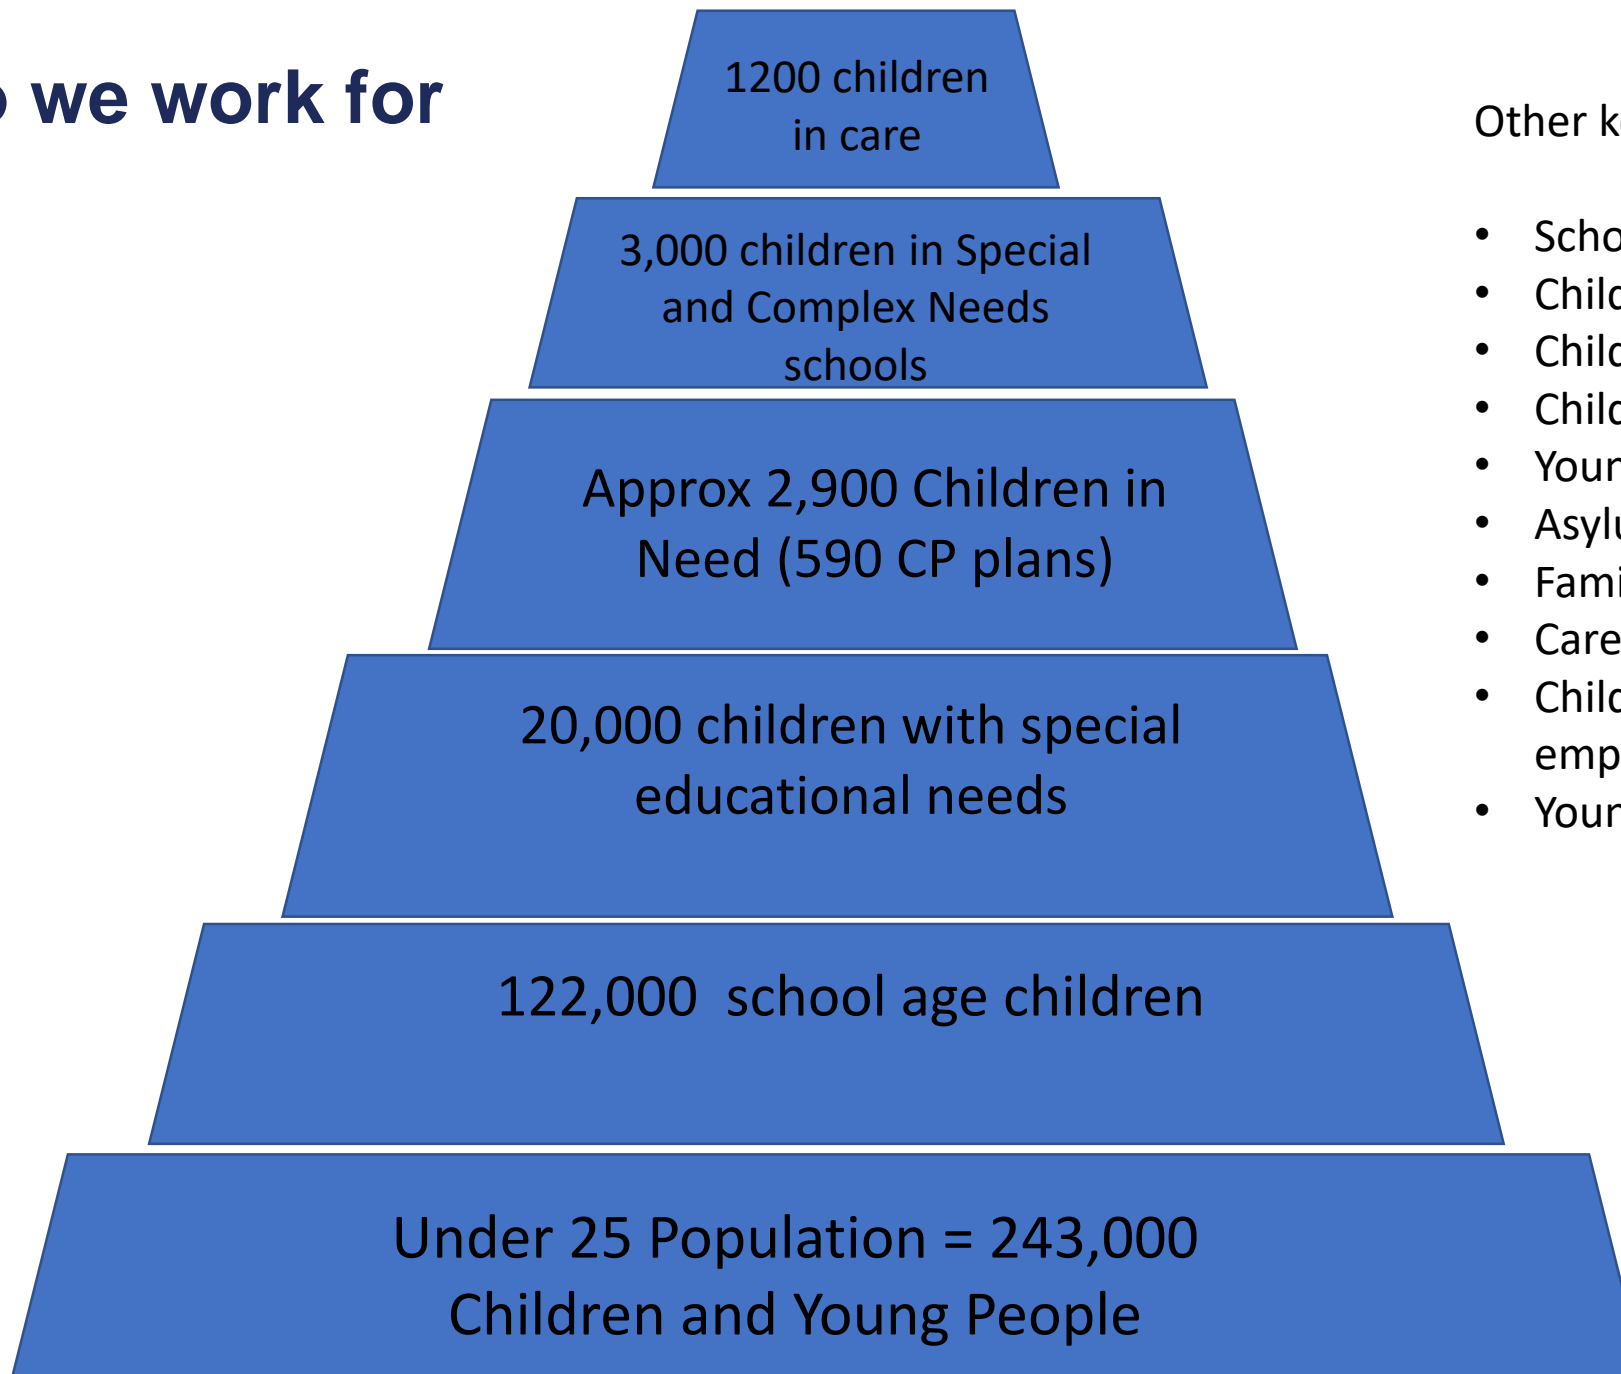 we work for
1200 children
in care
3,000 children in Special
and Complex Needs
schools
Approx 2,900 Children in
Need (590 CP plans)
20,000 children with special
educational needs
122,000  school age children
Under 25 Population = 243,000
Children and Young People
Other